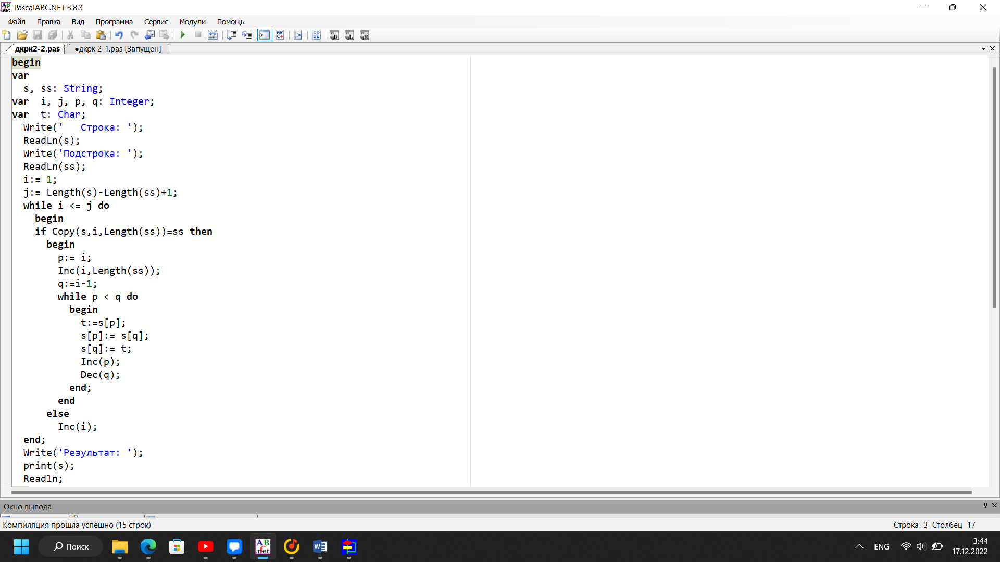 PascalABC.NET 3.8.3
Файл Правка Вид Программа Сервис Модули Помощь
дкрк2-2.pas ●дкрк 2-1.pas [Запущен]
begin
var
  s, ss: String;
var  i, j, p, q: Integer;
var  t: Char;
  Write('   Строка: ');
  ReadLn(s);
  Write('Подстрока: ');
  ReadLn(ss);
  i:= 1;
  j:= Length(s)-Length(ss)+1;
  while i <= j do
    begin
    if Copy(s,i,Length(ss))=ss then
      begin
        p:= i;
        Inc(i,Length(ss));
        q:=i-1;
        while p < q do
          begin
            t:=s[p];
            s[p]:= s[q];
            s[q]:= t;
            Inc(p);
            Dec(q);
          end;
        end
      else
        Inc(i);
  end;
  Write('Результат: ');
  print(s);
  Readln;
Окно вывода
Компиляция прошла успешно (15 строк) Строка 3 Столбец 17
Поиск
ENG
3:44
17.12.2022